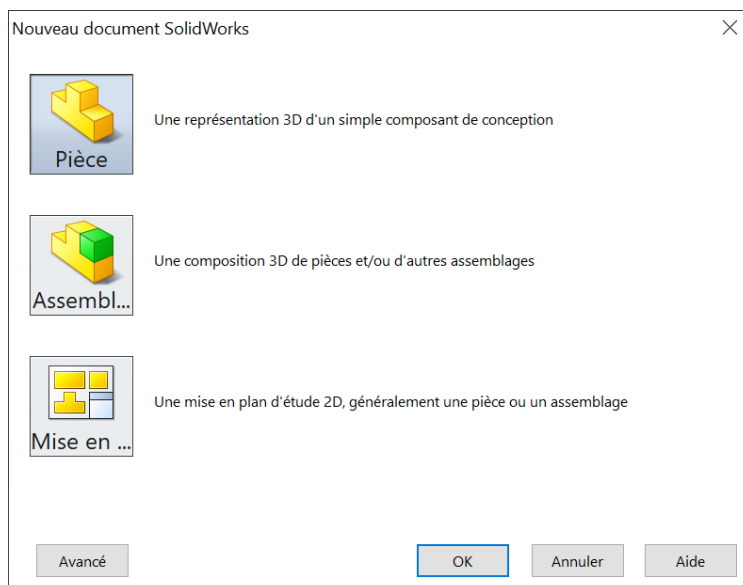 Nouveau document SolidWorks
Pièce
Une représentation 3D d'un simple composant de conception
Assembl...
Une composition 3D de pièces et/ou d'autres assemblages
Mise en ...
Une mise en plan d'étude 2D, généralement une pièce ou un assemblage
Avancé
OK
Annuler
Aide